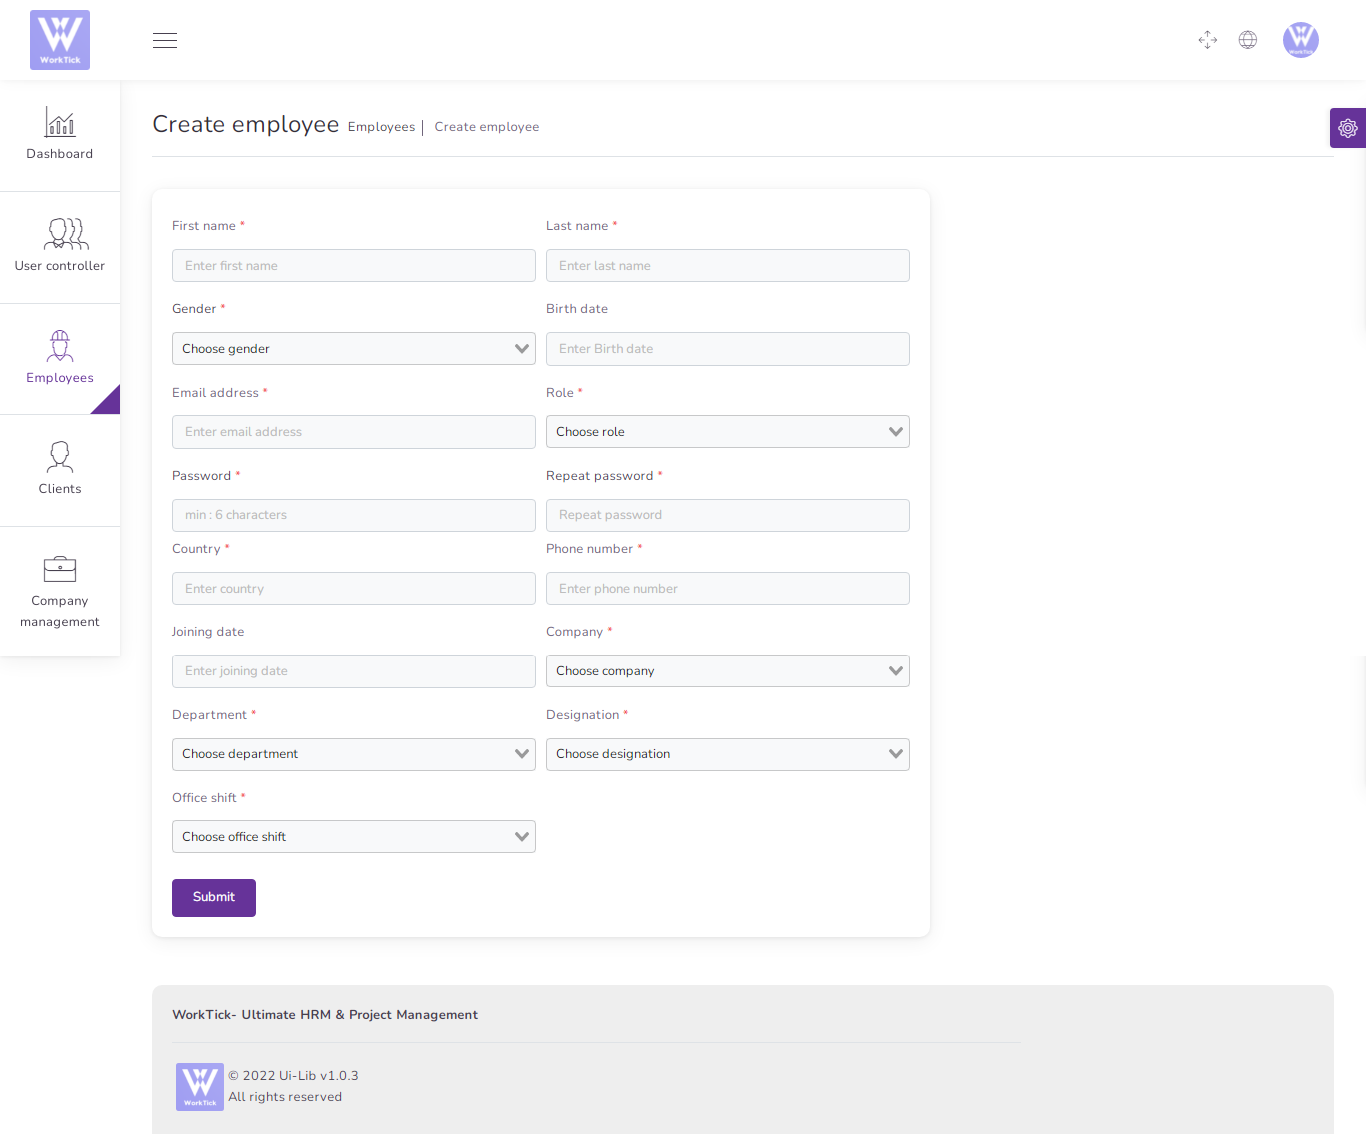 WorkTick
WorkTick
Dashboard
User controller
Employees
Clients
Company
management
Create employee Employees | Create employee
First name * Last name *
Enter first name Enter last name
Gender * Birth date
Choose gender Enter Birth date
Email address * Role *
Enter email address Choose role
Password * Repeat password *
min : 6 characters Repeat password
Country * Phone number *
Enter country Enter phone number
Joining date Company *
Enter joining date Choose company
Department * Designation *
Choose department Choose designation
Office shift *
Choose office shift
Submit
WorkTick- Ultimate HRM & Project Management
WorkTick
© 2022 Ui-Lib v1.0.3
All rights reserved